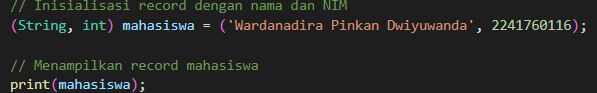 // Inisialisasi record dengan nama dan NIM
(String, int) mahasiswa = ('Wardanadira Pinkan Dwiyuwanda', 2241760116);
// Menampilkan record mahasiswa
print(mahasiswa);